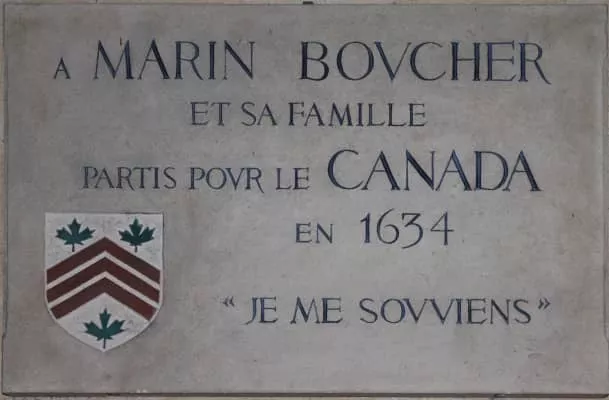 A MARIN BOVCHER
ET SA FAMILLE
PARTIS POVR LE CANADA
EN 1634
“JE ME SOVVIENS”